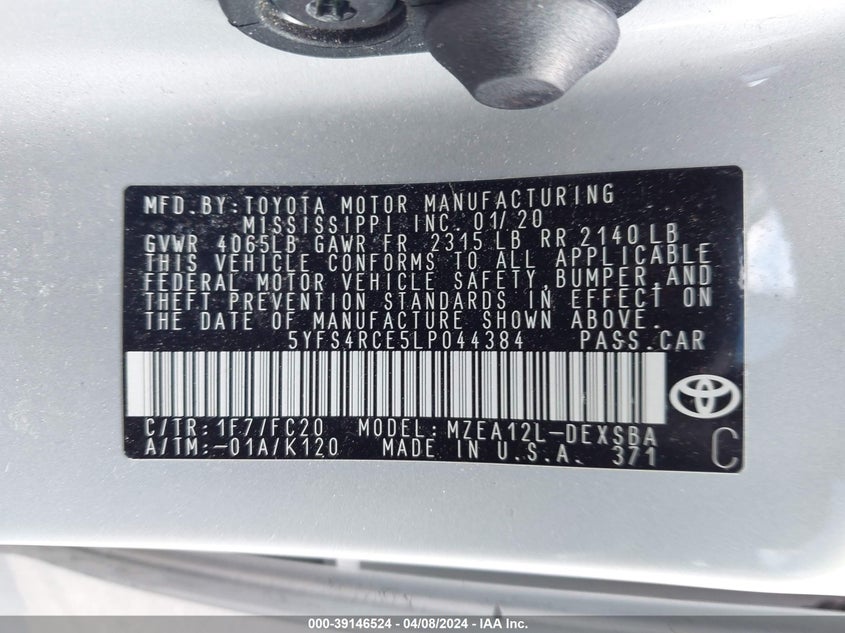 MFD.BY:TOYOTA MOTOR MANUFACTURING
MISSISSIPPI INC. 01/20
GVWR 4065LB GAWR FR 2315 LB RR 2140 LB
THIS VEHICLE CONFORMS TO ALL APPLICABLE
FEDERAL MOTOR VEHICLE SAFETY,BUMPER,AND
THEFT PREVENTION STANDARDS IN EFFECT ON
THE DATE OF MANUFACTURE SHOWN ABOVE.
5YFS4RCE5LP044384 PASS.CAR
C/TR:1F7/FC20 MODEL:MZEA12L-DEXSBA
A/TM:-01A/K120 MADE IN U.S.A. 371 C
000-39146524 - 04/08/2024 - IAA Inc.